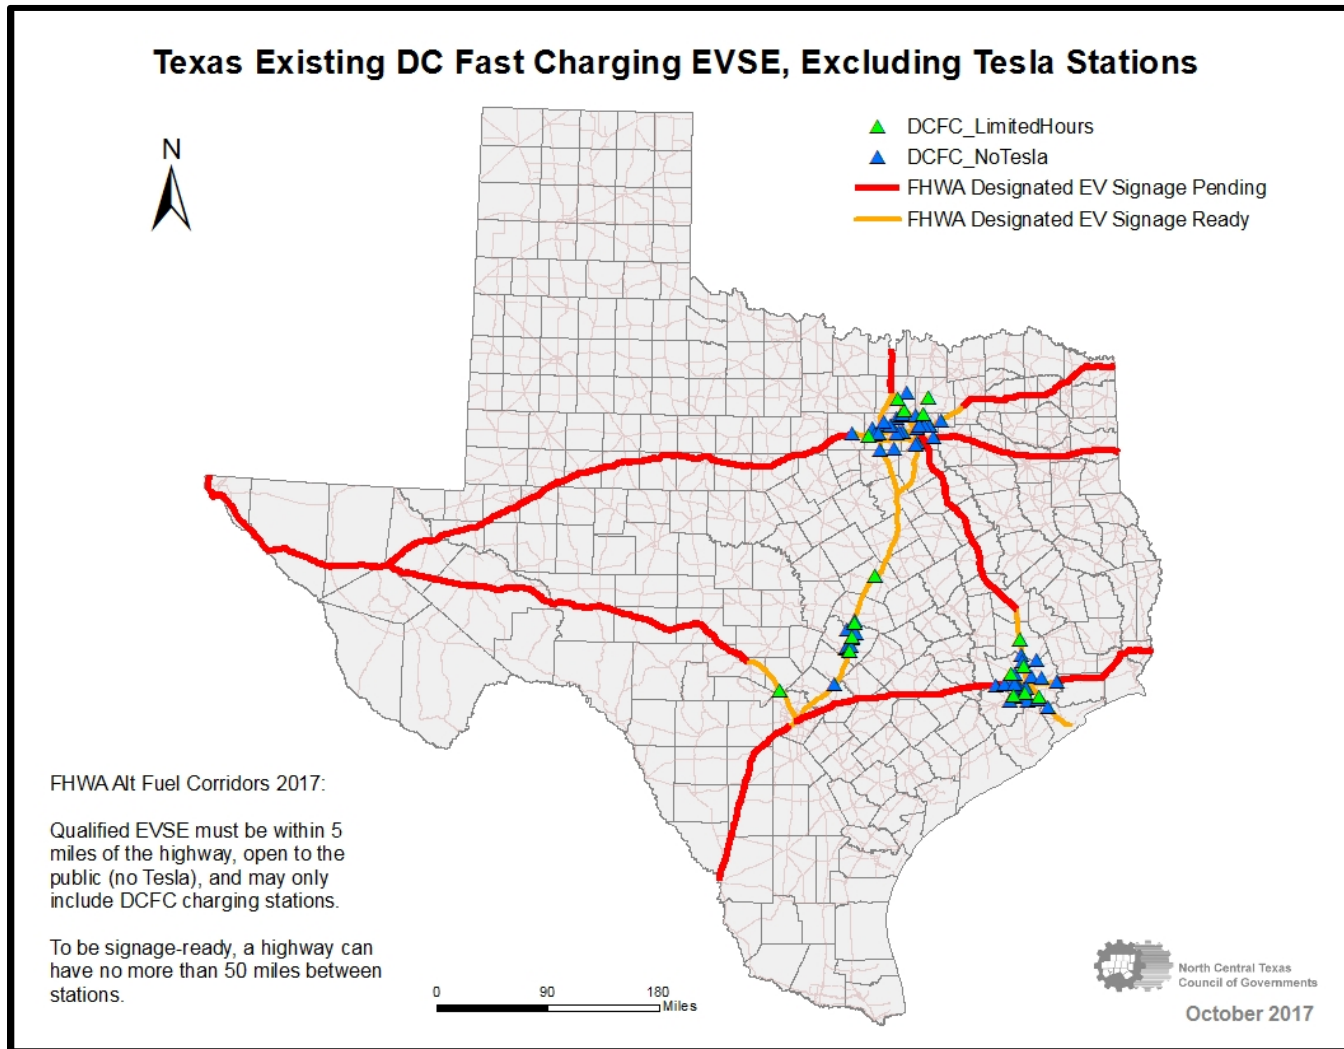 Texas Existing DC Fast Charging EVSE, Excluding Tesla Stations
N
DCFC_LimitedHours
DCFC_NoTesla
FHWA Designated EV Signage Pending
FHWA Designated EV Signage Ready
FHWA Alt Fuel Corridors 2017:
Qualified EVSE must be within 5
miles of the highway, open to the
public (no Tesla), and may only
include DCFC charging stations.
To be signage-ready, a highway can
have no more than 50 miles between
stations.
0 90 180
Miles
North Central Texas
Council of Governments
October 2017